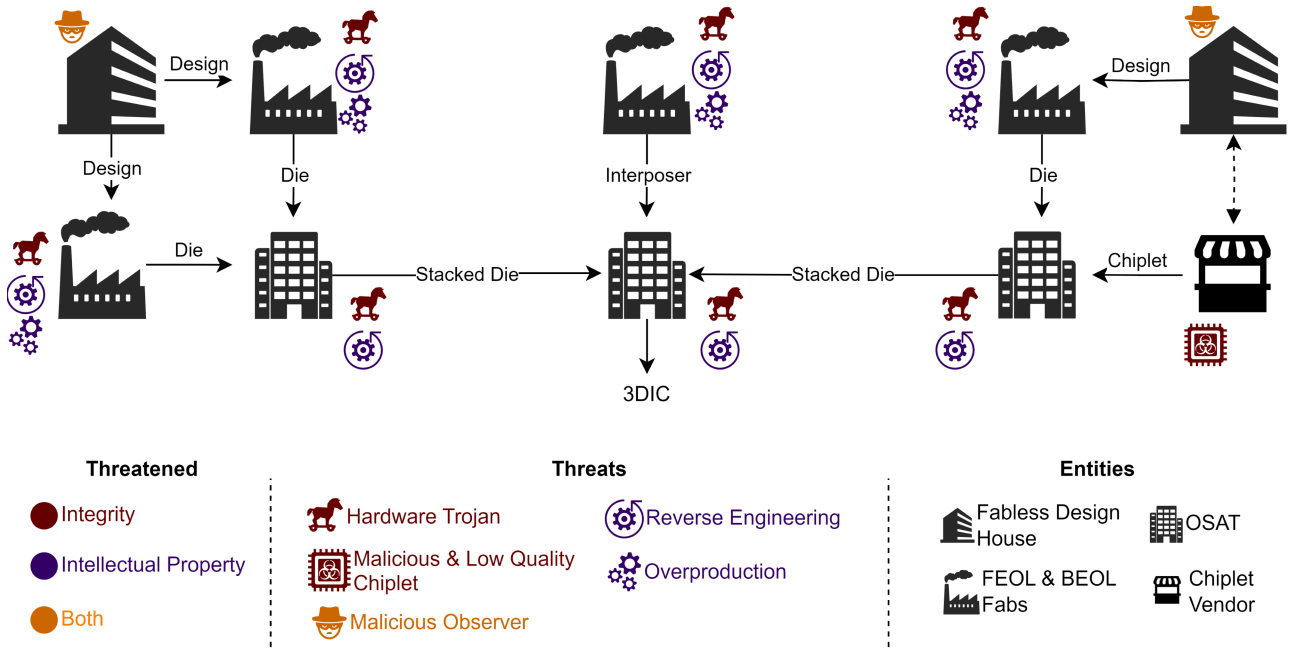 Design
Design
Design
Die
Interposer
Die
Die
Stacked Die
Stacked Die
Chiplet
3DIC
Threatened
Integrity
Intellectual Property
Both
Threats
Hardware Trojan
Malicious & Low Quality
Chiplet
Malicious Observer
Reverse Engineering
Overproduction
Entities
Fabless Design
House
FEOL & BEOL
Fabs
OSAT
Chiplet
Vendor